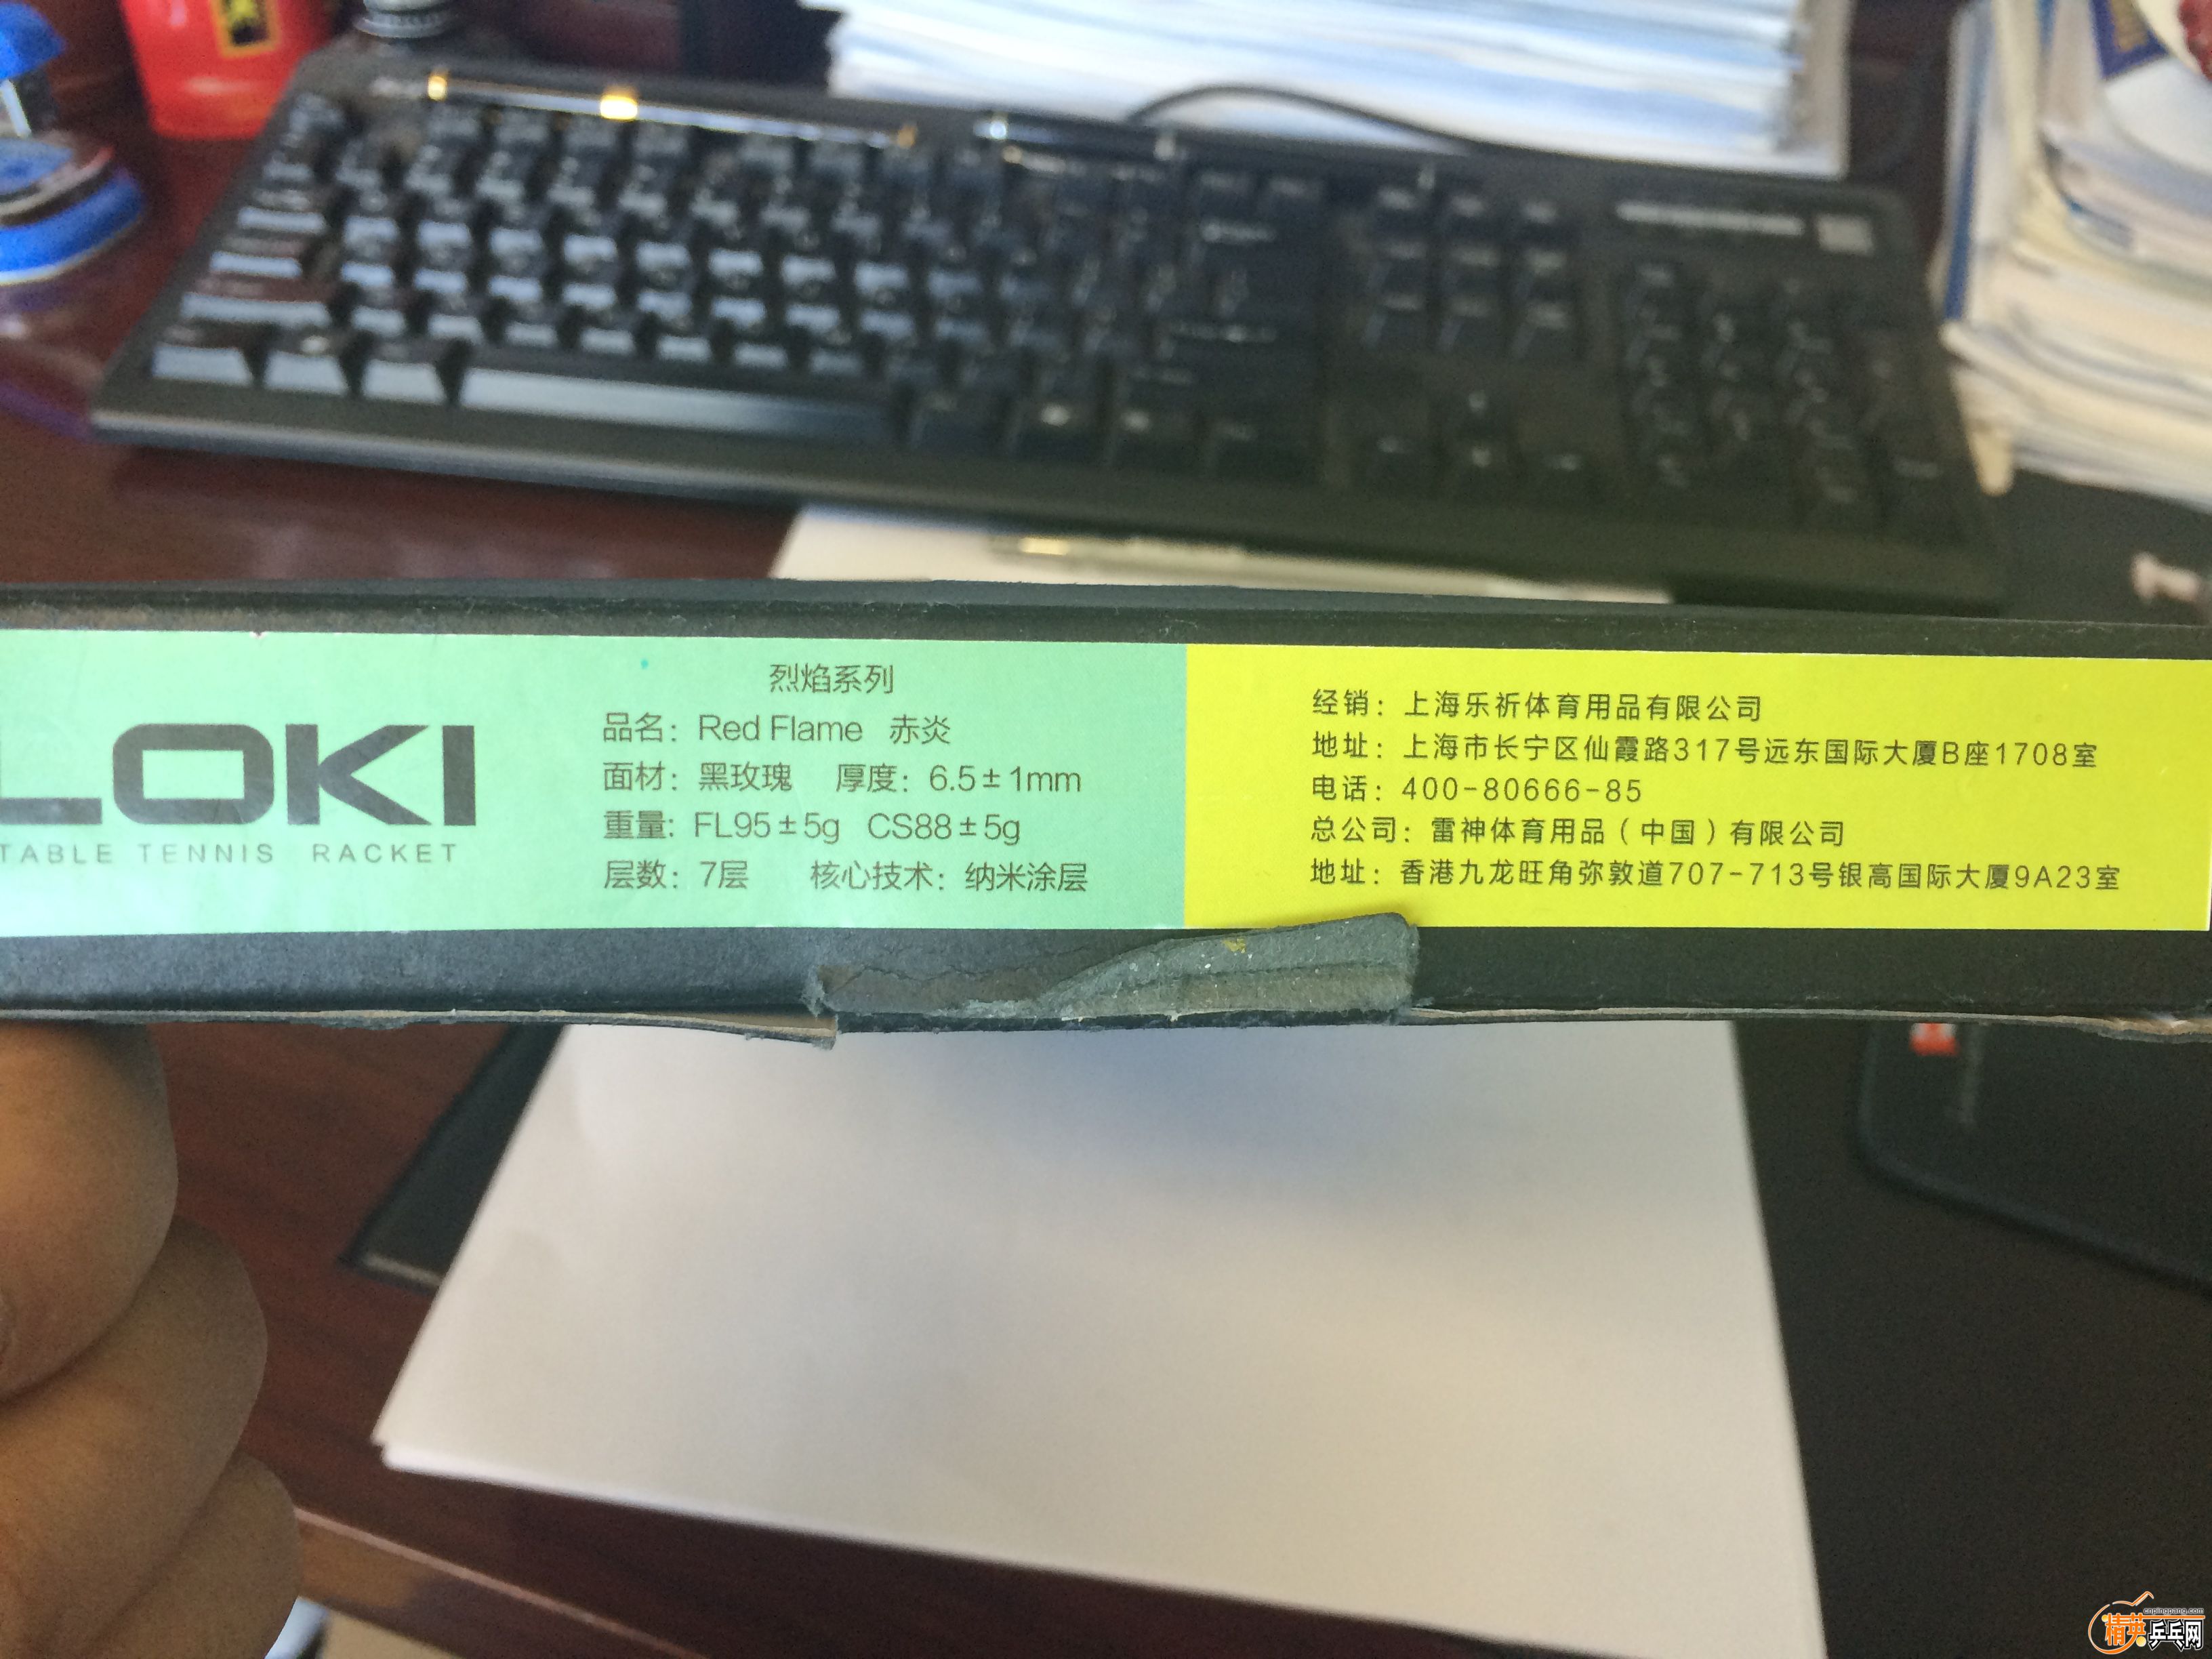 LOKI
TABLE TENNIS RACKET
烈焰系列
品名：Red Flame 赤炎
面材：黑玫瑰 厚度：6.5±1mm
重量：FL95±5g CS88±5g
层数：7层 核心技术：纳米涂层
经销：上海乐祈体育用品有限公司
地址：上海市长宁区仙霞路317号远东国际大厦B座1708室
电话：400-80666-85
总公司：雷神体育用品（中国）有限公司
地址：香港九龙旺角弥敦道707-713号银高国际大厦9A23室
copingpang.com
精英乒乓网